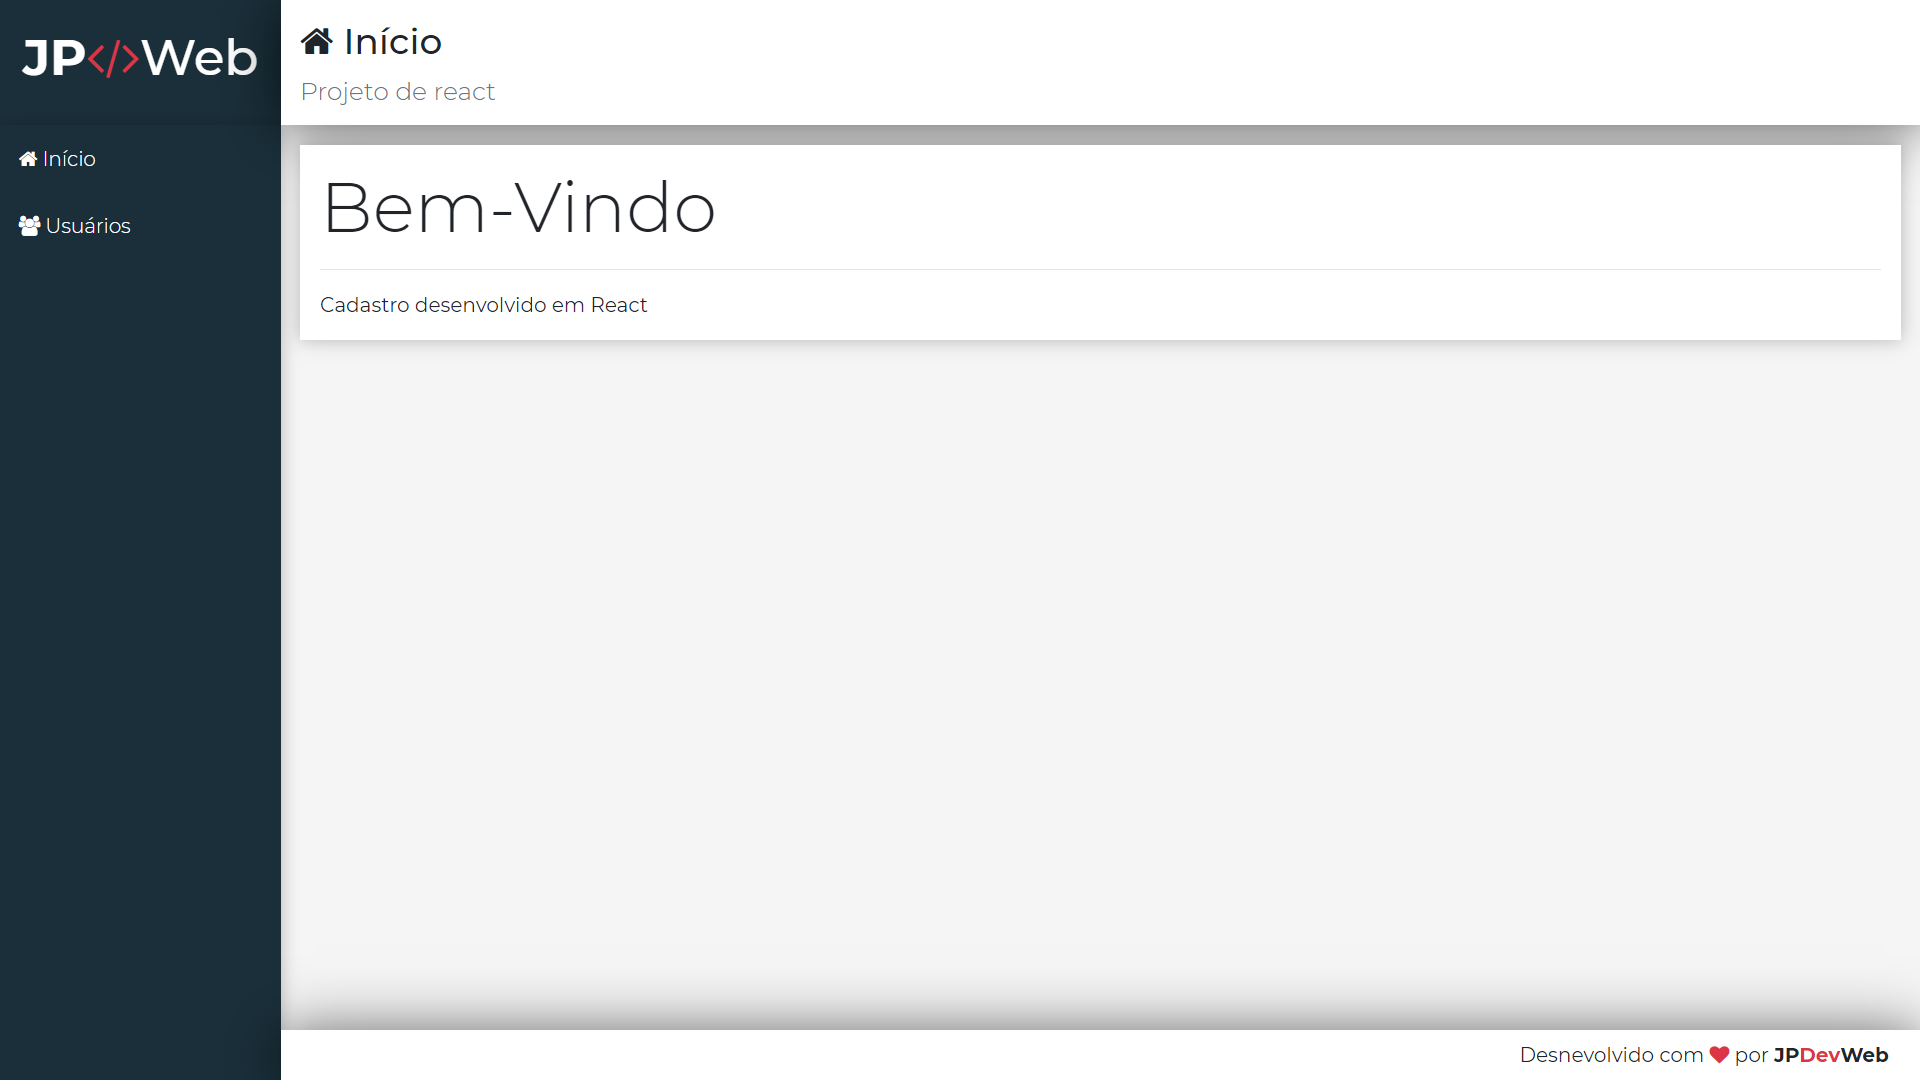 JP</>Web
Início
Usuários
Início
Projeto de react
Bem-Vindo
Cadastro desenvolvido em React
Desnevolvido com ❤ por JPDevWeb